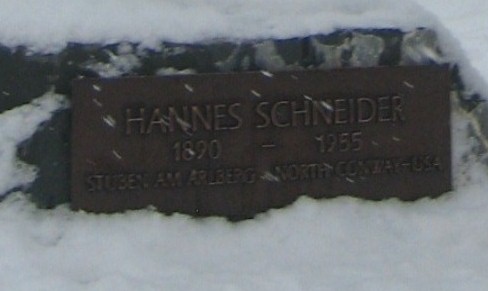 HANNES SCHNEIDER
1890 - 1955
STUBEN AM ARLBERG - NORTH CONWAY-USA